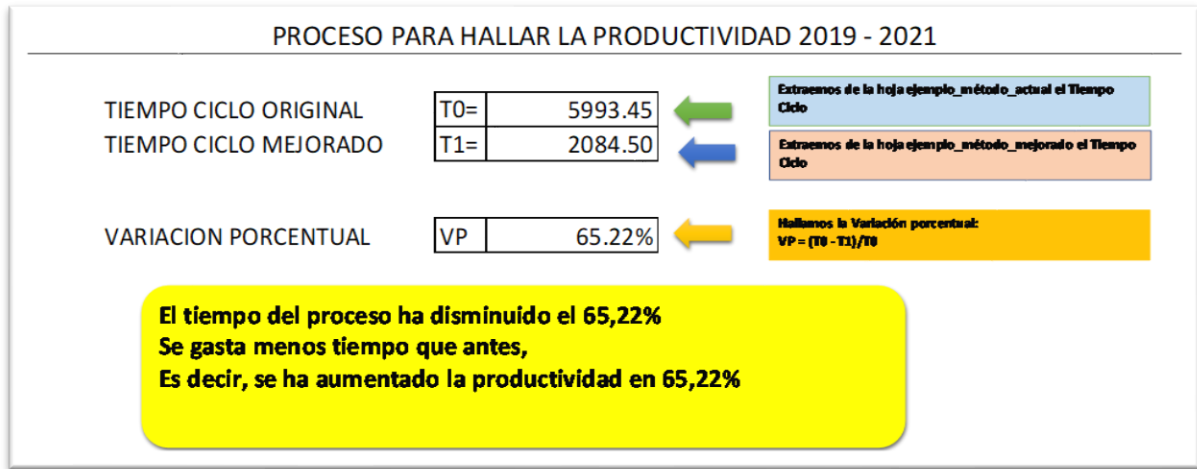 PROCESO PARA HALLAR LA PRODUCTIVIDAD 2019 - 2021
TIEMPO CICLO ORIGINAL T0= 5993.45
Extraemos de la hoja ejemplo_método_actual el Tiempo
Ciclo
TIEMPO CICLO MEJORADO T1= 2084.50
Extraemos de la hoja ejemplo_método_mejorado el Tiempo
Ciclo
VARIACION PORCENTUAL VP 65.22%
Hallamos la Variación porcentual:
VP = (T0 - T1)/T0
El tiempo del proceso ha disminuido el 65,22%
Se gasta menos tiempo que antes,
Es decir, se ha aumentado la productividad en 65,22%